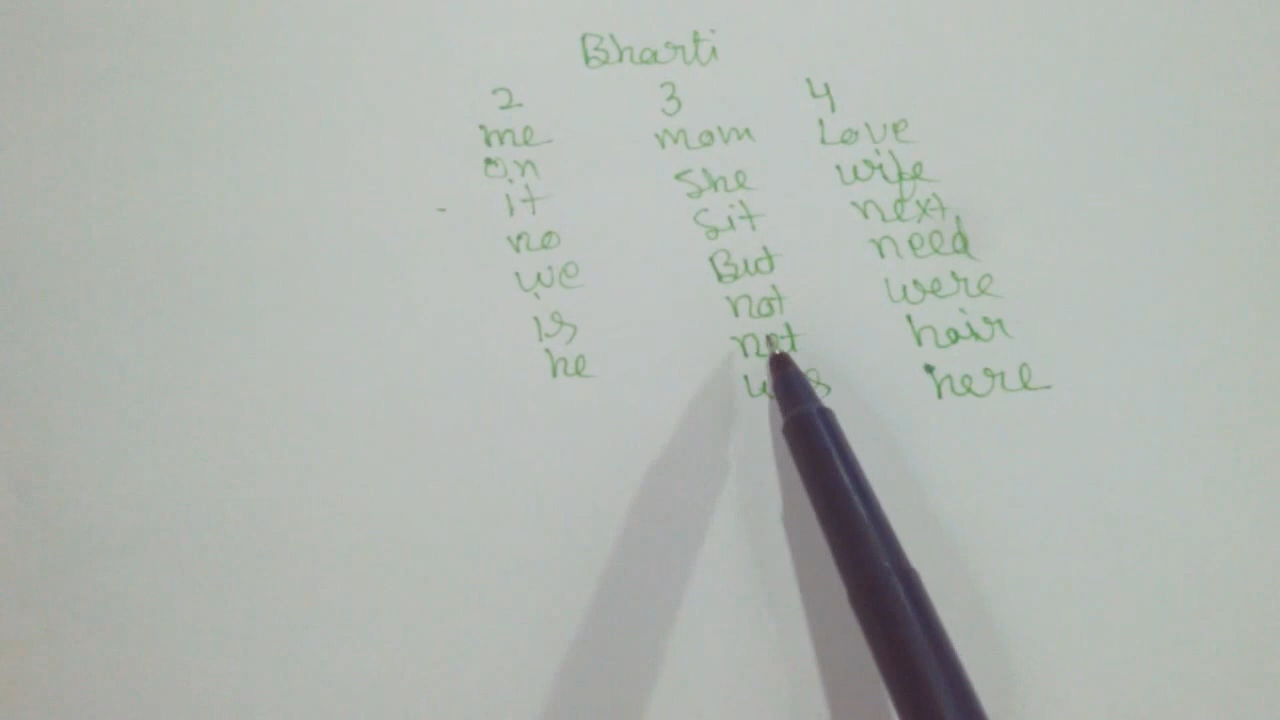 Bharti
2 3 4
me mom Love
on She wife
it Sit next
no But need
we not were
is hair
he here